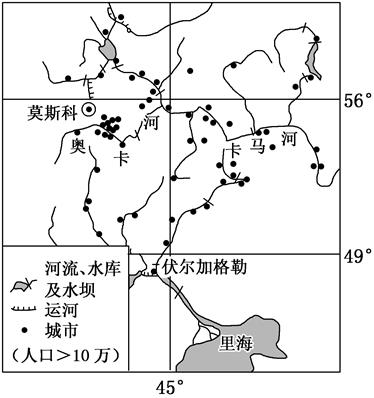 56°
莫斯科
河
奥
卡
卡
马
河
49°
伏尔加格勒
里海
45°
河流、水库
及水坝
运河
城市
(人口>10万)